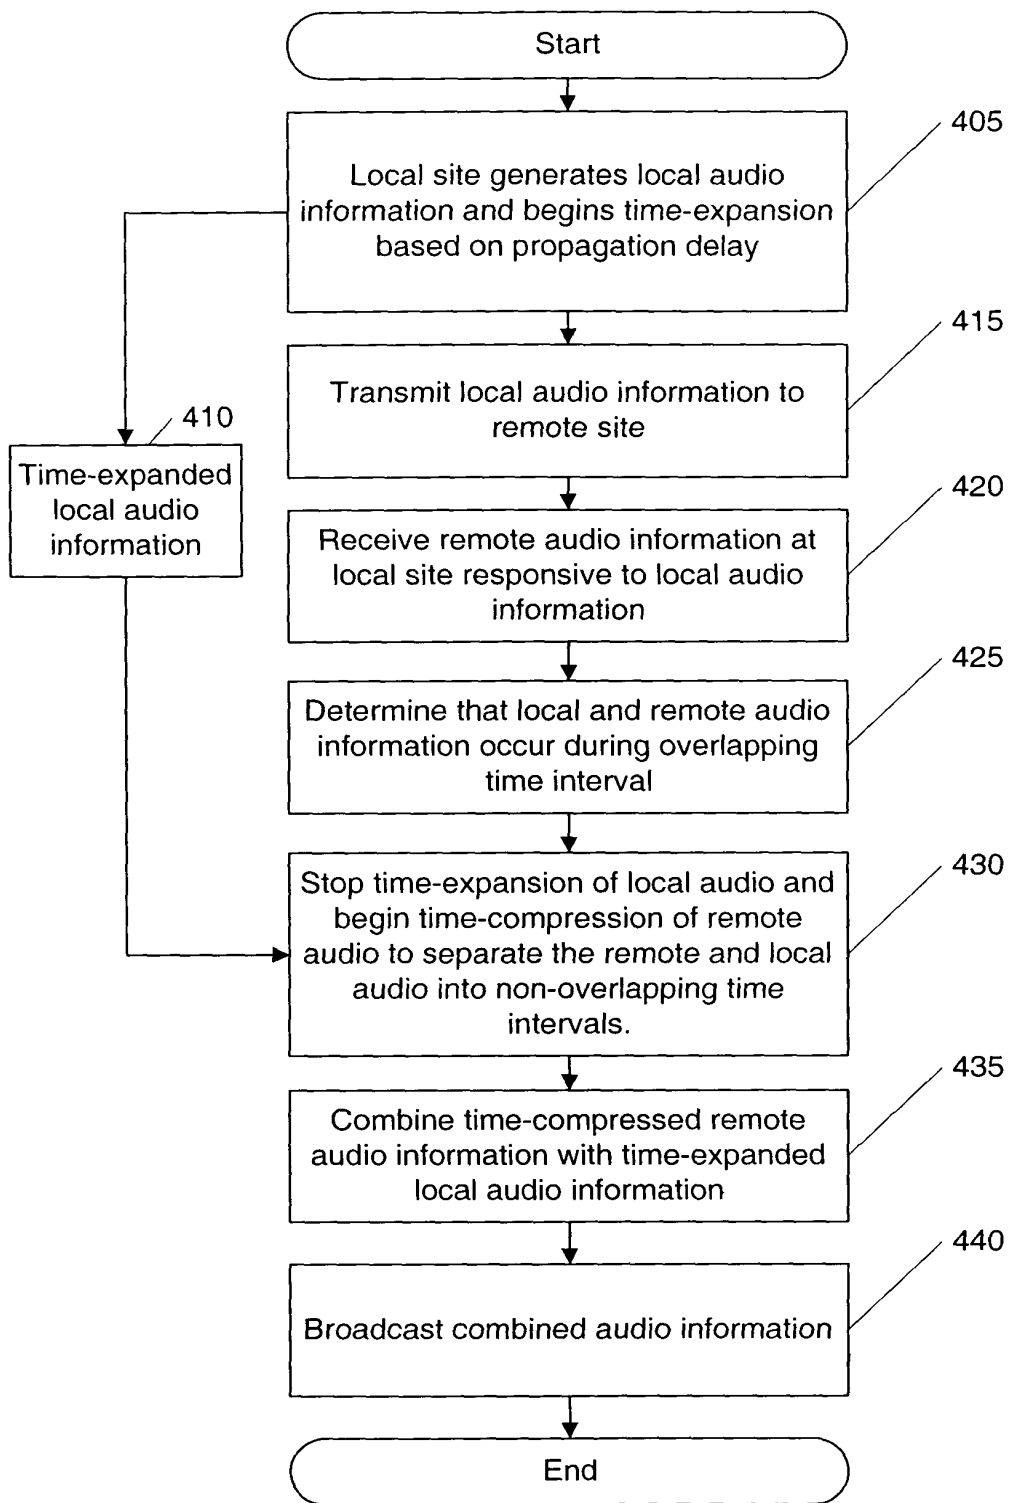 Start
405
Local site generates local audio
information and begins time-expansion
based on propagation delay
415
Transmit local audio information to
remote site
410
Time-expanded
local audio
information
420
Receive remote audio information at
local site responsive to local audio
information
425
Determine that local and remote audio
information occur during overlapping
time interval
430
Stop time-expansion of local audio and
begin time-compression of remote
audio to separate the remote and local
audio into non-overlapping time
intervals.
435
Combine time-compressed remote
audio information with time-expanded
local audio information
440
Broadcast combined audio information
End